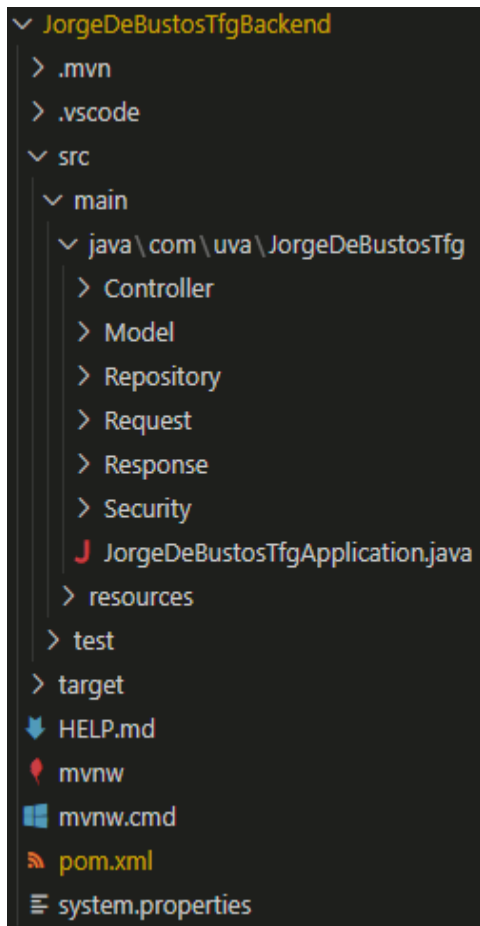 JorgeDeBustosTfgBackend
.mvn
.vscode
src
main
java\com\uva\JorgeDeBustosTfg
Controller
Model
Repository
Request
Response
Security
JorgeDeBustosTfgApplication.java
resources
test
target
HELP.md
mvnw
mvnw.cmd
pom.xml
system.properties